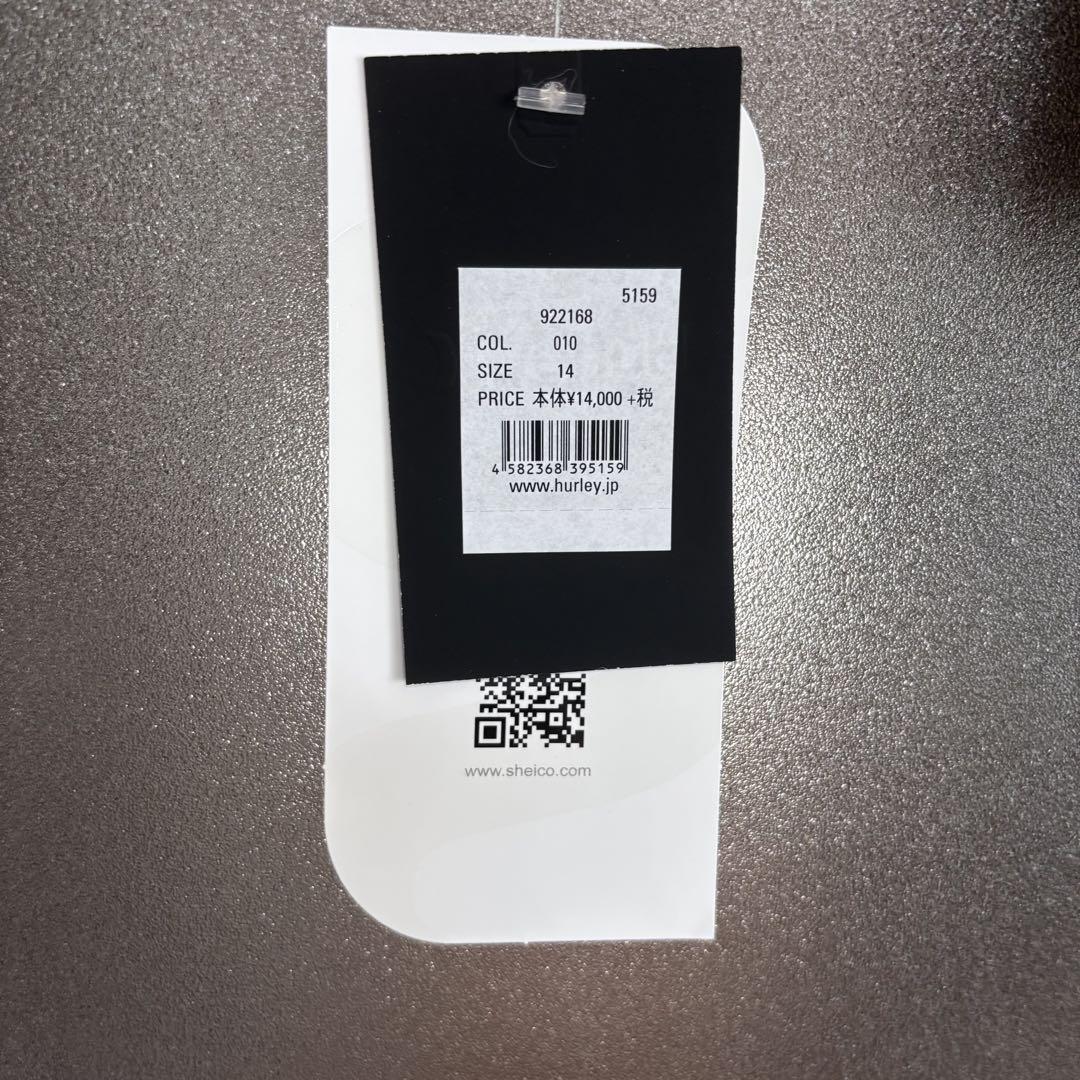 5159
922168
COL. 010
SIZE 14
PRICE 本体¥14,000 +税
4 582368 395159
www.hurley.jp
www.sheico.com